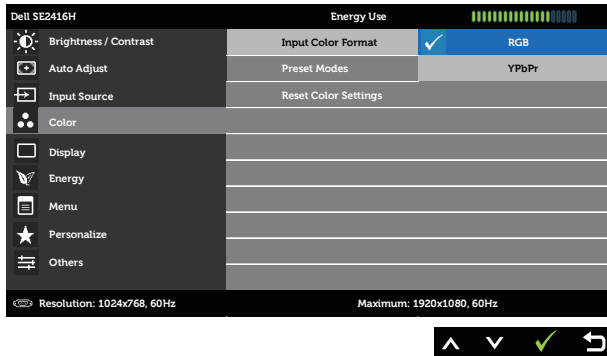 Dell SE2416H Energy Use
Brightness / Contrast Input Color Format RGB
Auto Adjust Preset Modes YPbPr
Input Source Reset Color Settings
Color
Display
Energy
Menu
Personalize
Others
Resolution: 1024x768, 60Hz Maximum: 1920x1080, 60Hz